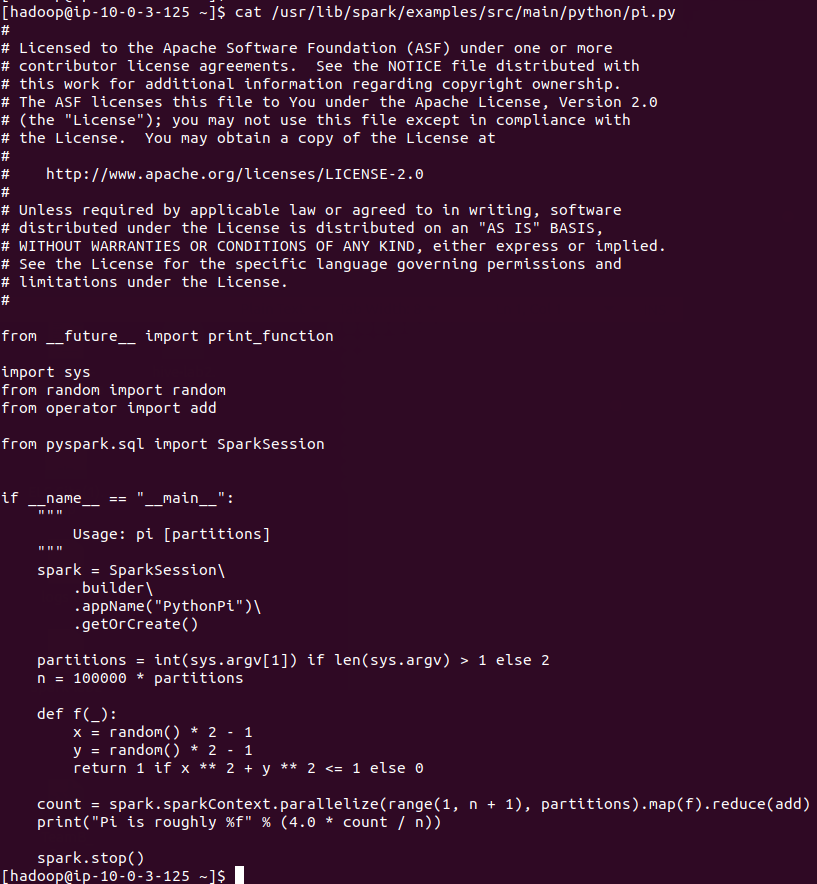 [hadoop@ip-10-0-3-125 ~]$ cat /usr/lib/spark/examples/src/main/python/pi.py
#
# Licensed to the Apache Software Foundation (ASF) under one or more
# contributor license agreements.  See the NOTICE file distributed with
# this work for additional information regarding copyright ownership.
# The ASF licenses this file to You under the Apache License, Version 2.0
# (the "License"); you may not use this file except in compliance with
# the License.  You may obtain a copy of the License at
#
#    http://www.apache.org/licenses/LICENSE-2.0
#
# Unless required by applicable law or agreed to in writing, software
# distributed under the License is distributed on an "AS IS" BASIS,
# WITHOUT WARRANTIES OR CONDITIONS OF ANY KIND, either express or implied.
# See the License for the specific language governing permissions and
# limitations under the License.
#

from __future__ import print_function

import sys
from random import random
from operator import add

from pyspark.sql import SparkSession


if __name__ == "__main__":
    """
        Usage: pi [partitions]
    """
    spark = SparkSession\
        .builder\
        .appName("PythonPi")\
        .getOrCreate()

    partitions = int(sys.argv[1]) if len(sys.argv) > 1 else 2
    n = 100000 * partitions

    def f(_):
        x = random() * 2 - 1
        y = random() * 2 - 1
        return 1 if x ** 2 + y ** 2 <= 1 else 0

    count = spark.sparkContext.parallelize(range(1, n + 1), partitions).map(f).reduce(add)
    print("Pi is roughly %f" % (4.0 * count / n))

    spark.stop()
[hadoop@ip-10-0-3-125 ~]$